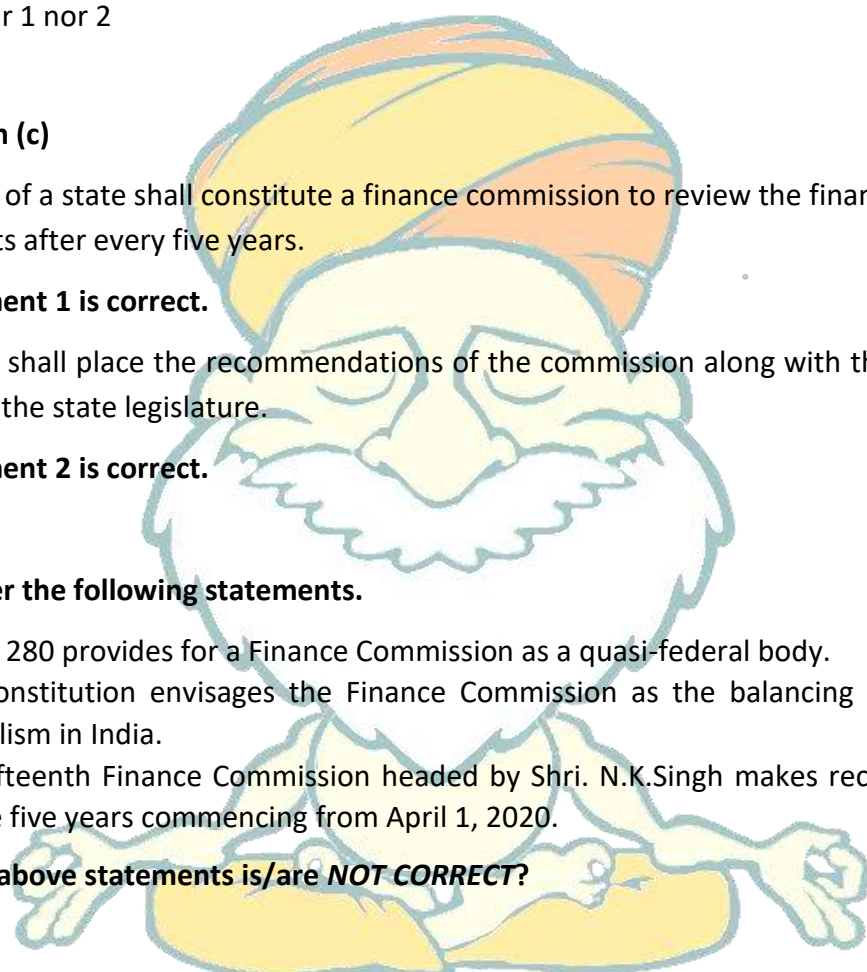 r 1 nor 2
n (c)
of a state shall constitute a finance commission to review the finan
ts after every five years.
nent 1 is correct.
shall place the recommendations of the commission along with th
the state legislature.
nent 2 is correct.
er the following statements.
280 provides for a Finance Commission as a quasi-federal body.
onstitution envisages the Finance Commission as the balancing
lism in India.
fteenth Finance Commission headed by Shri. N.K.Singh makes rec
e five years commencing from April 1, 2020.
above statements is/are NOT CORRECT?